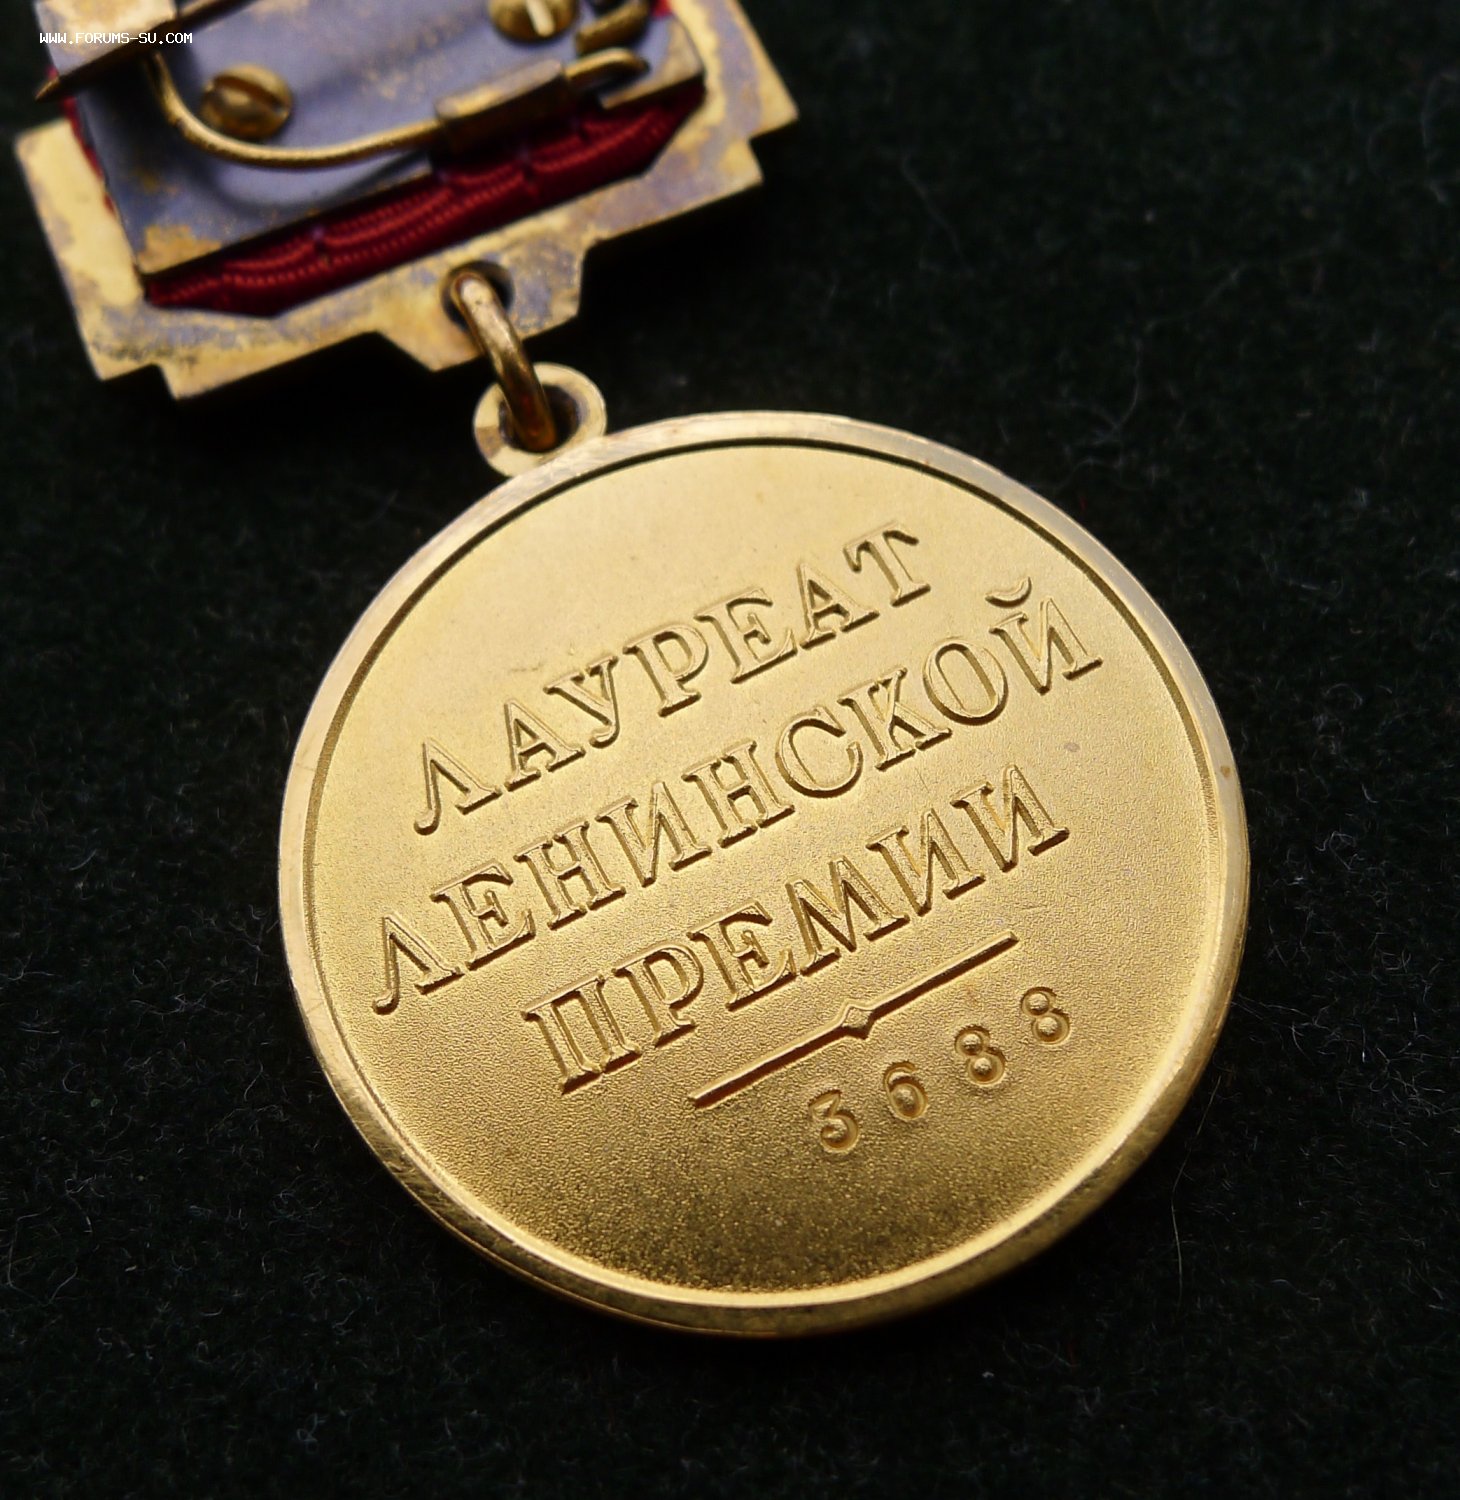 WWW.FORUMS-SU.COM
ЛАУРЕАТ
ЛЕНИНСКОЙ
ПРЕМИИ
3688